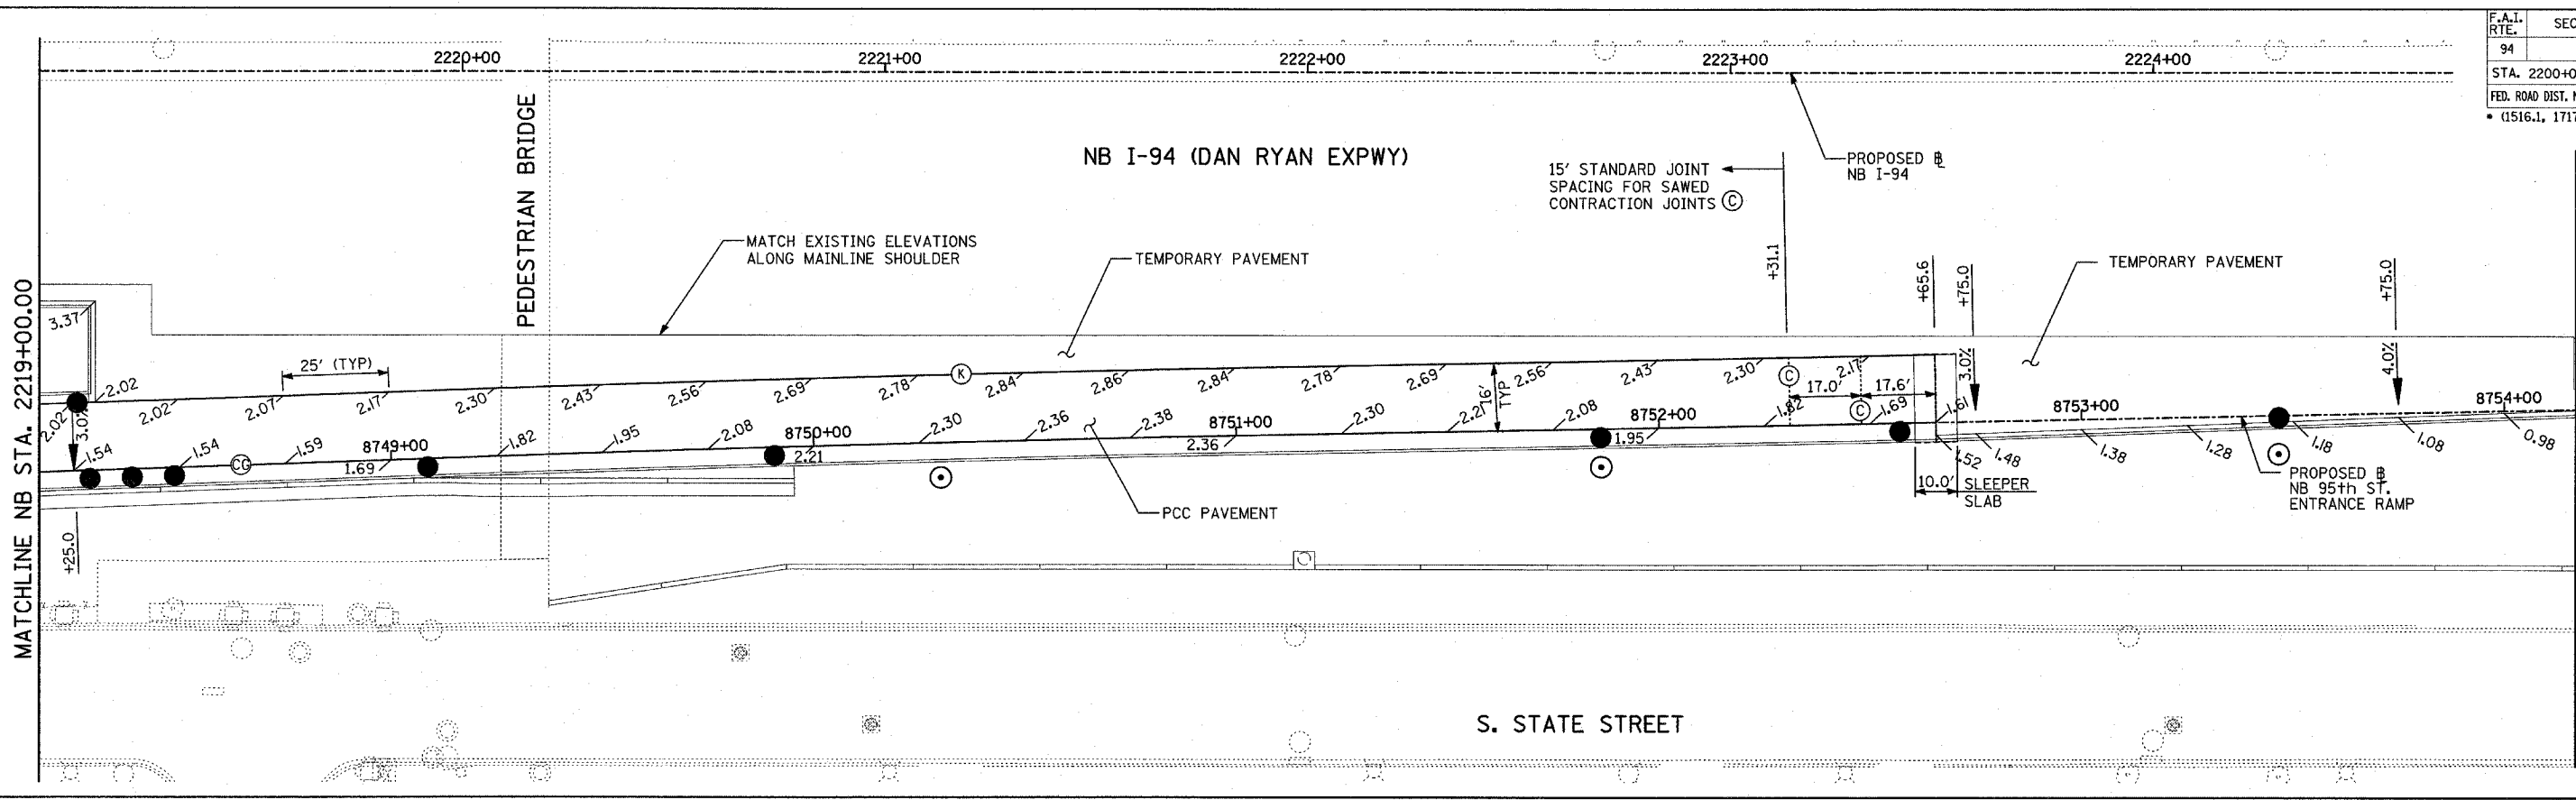 F.A.I.
RTE.
SEC
94
STA. 2200+0
FED. ROAD DIST. N
* (1516.1, 1717
2220+00
2221+00
2222+00
2223+00
2224+00
PEDESTRIAN BRIDGE
NB I-94 (DAN RYAN EXPWY)
15' STANDARD JOINT
SPACING FOR SAWED
CONTRACTION JOINTS C
PROPOSED B
NB I-94
MATCH EXISTING ELEVATIONS
ALONG MAINLINE SHOULDER
TEMPORARY PAVEMENT
+31.1
+65.6
+75.0
TEMPORARY PAVEMENT
+75.0
MATCHLINE NB STA. 2219+00.00
3.37
25' (TYP)
2.02
2.02
2.02
2.07
2.17
2.30
2.43
2.56
2.69
2.78
K
2.84
2.86
2.84
2.78
2.69
2.56
2.43
2.30
2.17
C
17.0'
17.6'
C
16'
TYP
3.0%
3.0%
4.0%
1.54
1.54
CG
1.59
8749+00
1.69
1.82
1.95
2.08
8750+00
2.21
2.30
2.36
2.38
8751+00
2.36
2.30
2.21
2.08
8752+00
1.95
1.82
1.69
1.61
8753+00
8754+00
1.52
1.48
1.38
1.28
1.18
1.08
0.98
10.0'
SLEEPER
SLAB
PROPOSED B
NB 95th ST.
ENTRANCE RAMP
PCC PAVEMENT
+25.0
S. STATE STREET